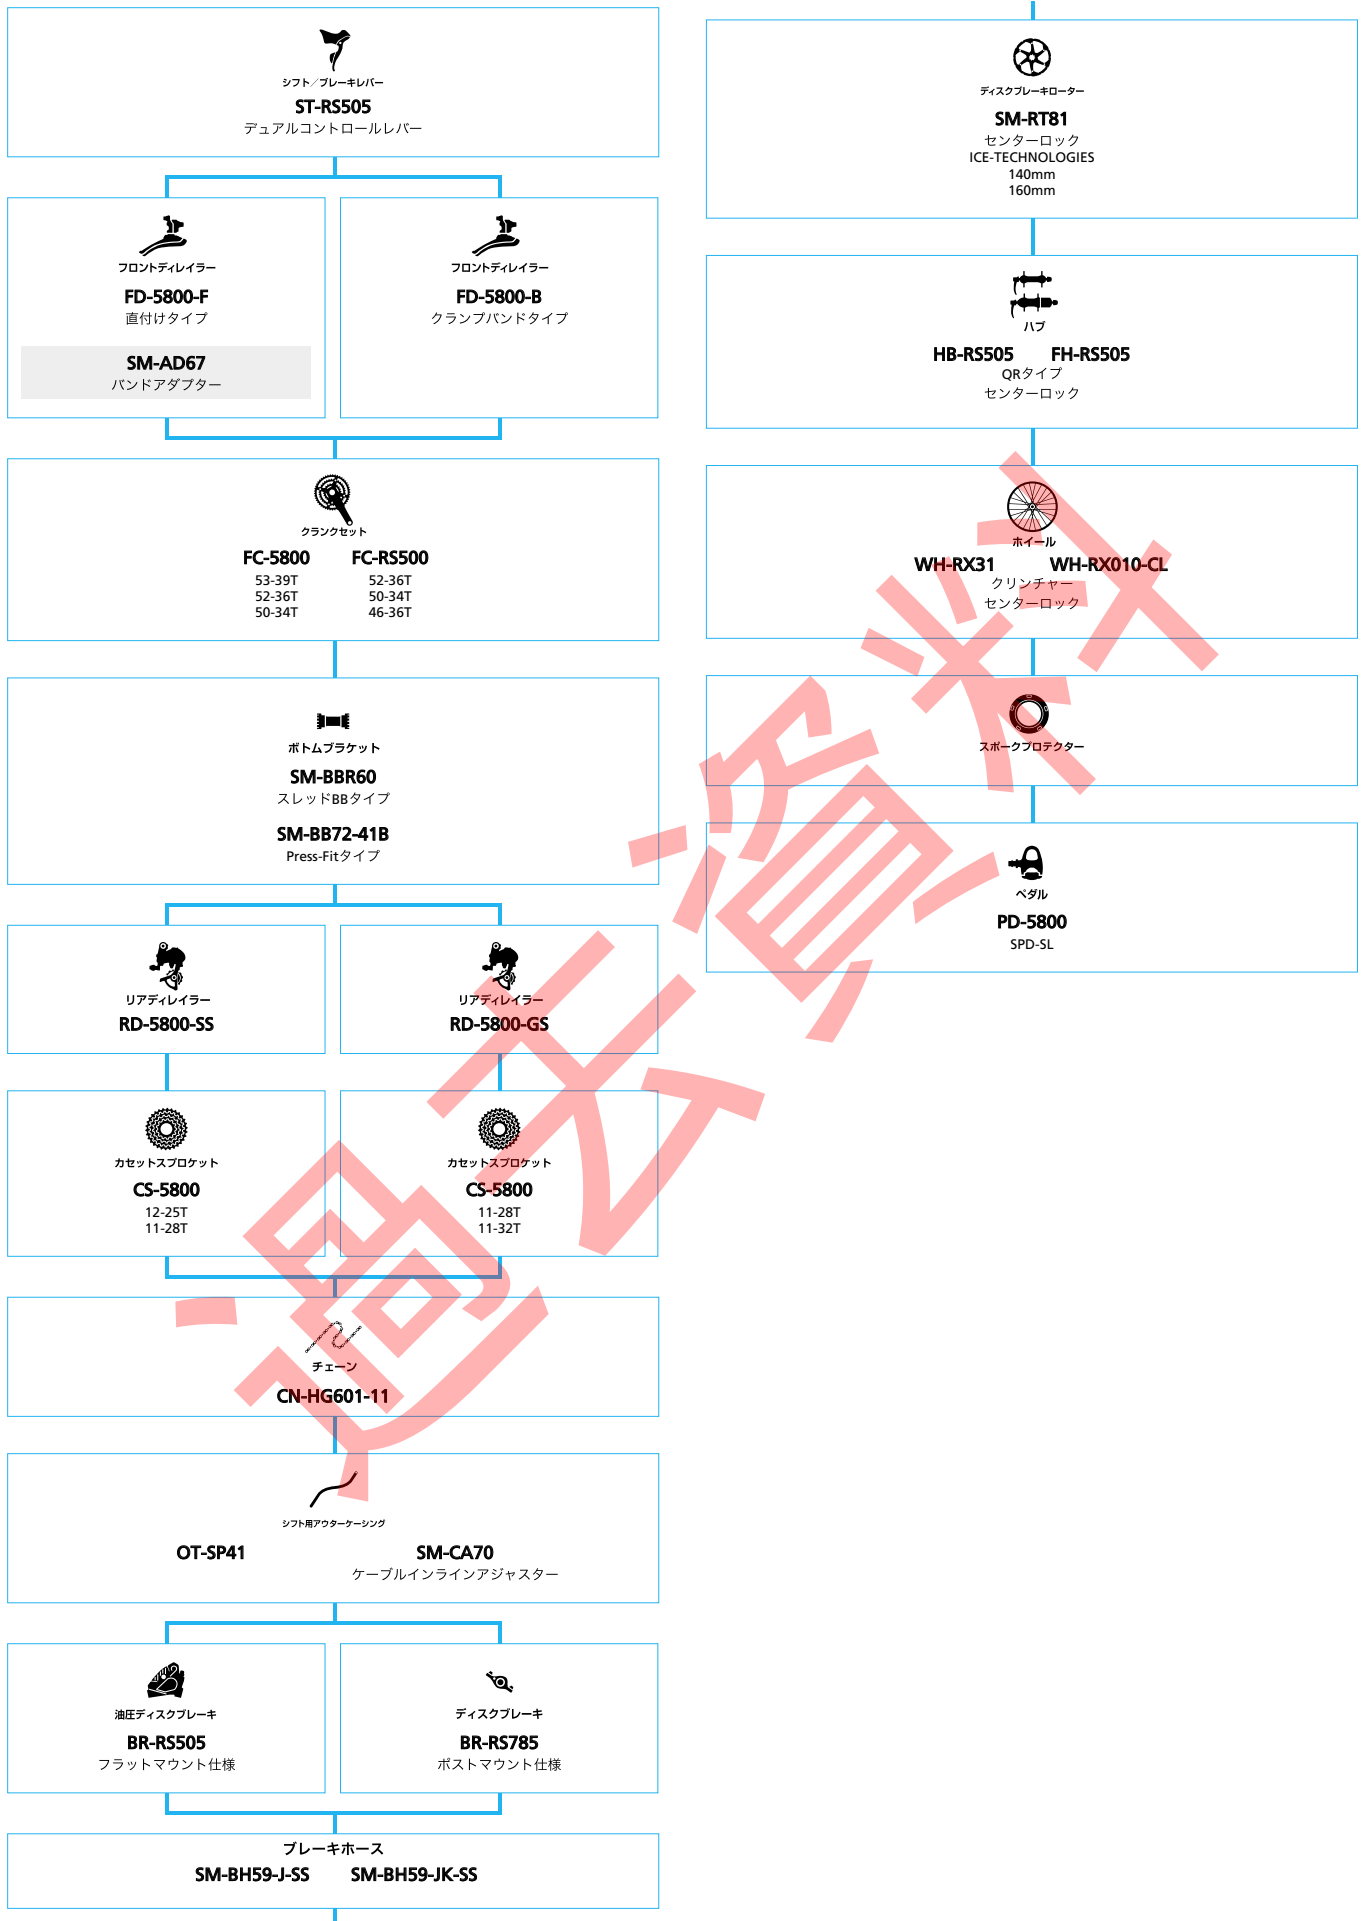 シフト／ブレーキレバー
ST-RS505
デュアルコントロールレバー
フロントディレイラー
FD-5800-F
直付けタイプ
SM-AD67
バンドアダプター
フロントディレイラー
FD-5800-B
クランプバンドタイプ
クランクセット
FC-5800 FC-RS500
53-39T 52-36T
52-36T 50-34T
50-34T 46-36T
ボトムブラケット
SM-BBR60
スレッドBBタイプ
SM-BB72-41B
Press-Fitタイプ
リアディレイラー
RD-5800-SS
リアディレイラー
RD-5800-GS
カセットスプロケット
CS-5800
12-25T
11-28T
カセットスプロケット
CS-5800
11-28T
11-32T
チェーン
CN-HG601-11
シフト用アウターケーシング
OT-SP41 SM-CA70
ケーブルインラインアジャスター
油圧ディスクブレーキ
BR-RS505
フラットマウント仕様
ディスクブレーキ
BR-RS785
ポストマウント仕様
ブレーキホース
SM-BH59-J-SS SM-BH59-JK-SS
ディスクブレーキローター
SM-RT81
センターロック
ICE-TECHNOLOGIES
140mm
160mm
ハブ
HB-RS505 FH-RS505
QRタイプ
センターロック
ホイール
WH-RX31 WH-RX010-CL
クリンチャー
センターロック
スポークプロテクター
ペダル
PD-5800
SPD-SL
過去資料